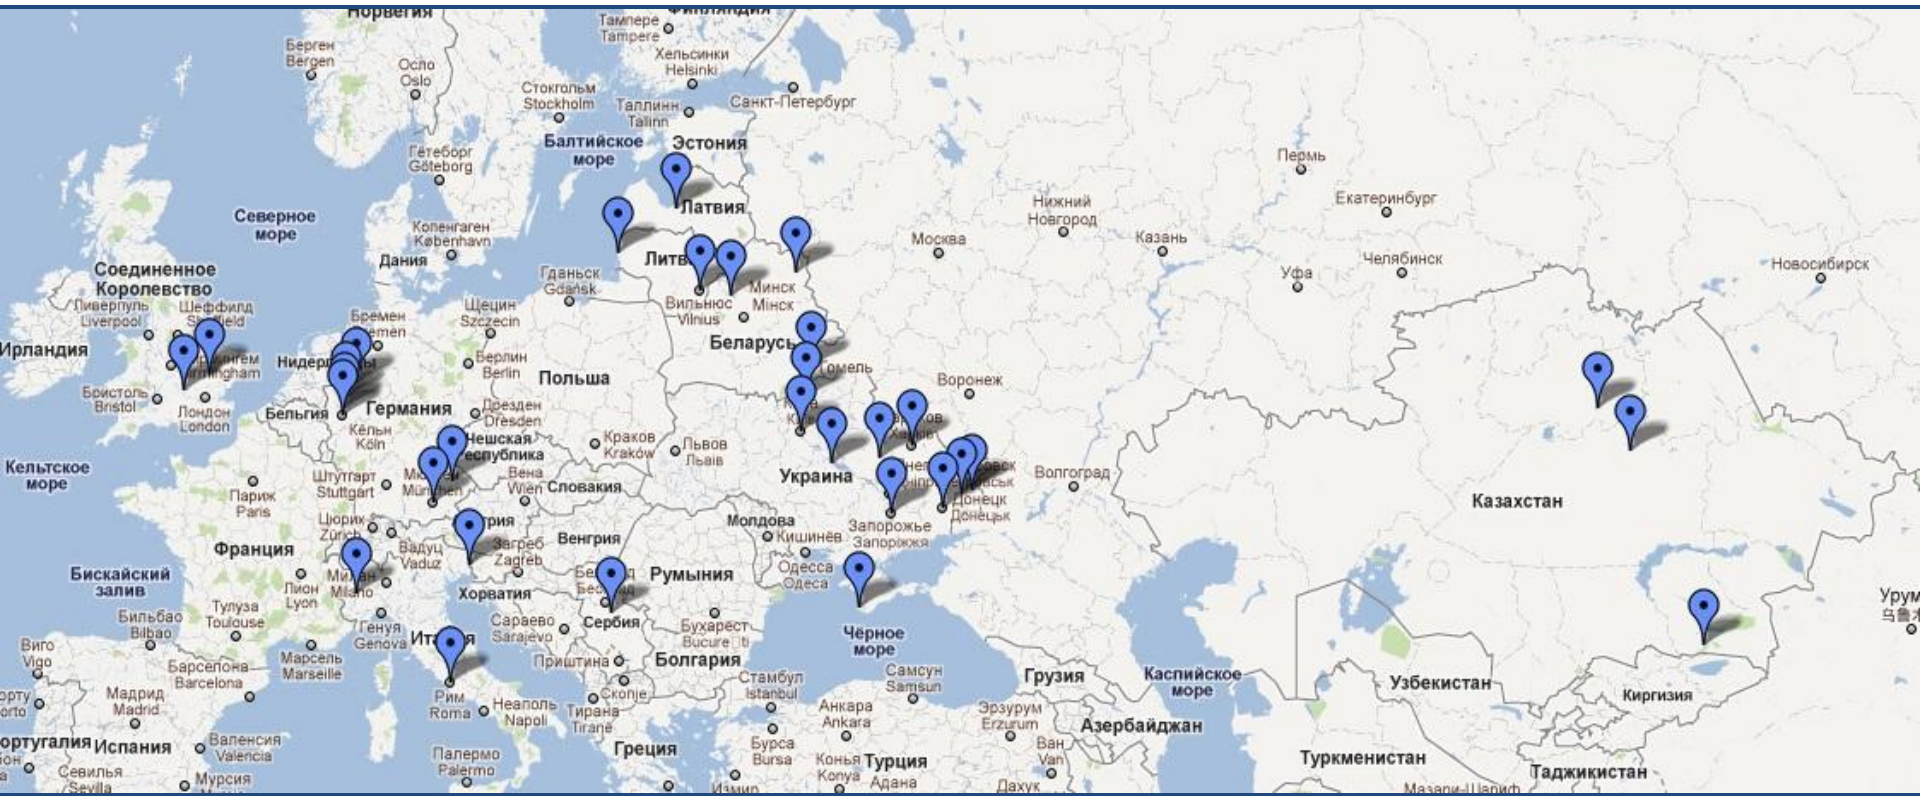 Норвегия
Финляндия
Тампере
Tampere
Берген
Bergen
Осло
Oslo
Хельсинки
Helsinki
Стокгольм
Stockholm
Таллинн
Tallinn
Санкт-Петербург
Балтийское
море
Эстония
Гётеборг
Göteborg
Пермь
Екатеринбург
Латвия
Северное
море
Копенгаген
København
Дания
Нижний
Новгород
Москва
Казань
Уфа
Челябинск
Новосибирск
Соединенное
Королевство
Ливерпуль
Liverpool
Шеффилд
Гданьск
Gdańsk
Вильнюс
Vilnius
Минск
Мінск
Щецин
Szczecin
Бремен
Ирландия
Беларусь
Берлин
Berlin
Польша
Воронеж
Бристоль
Bristol
Лондон
London
Бельгия
Германия
Дрезден
Dresden
Кёльн
Köln
Чешская
Краков
Kraków
Львов
Львів
Кельтское
море
Париж
Paris
Штутгарт
Stuttgart
Вена
Wien
Словакия
Украина
Волгоград
Казахстан
Донецк
Донецьк
Цюрих
Zürich
Франция
Вадуц
Vaduz
Загреб
Zagreb
Венгрия
Молдова
Кишинёв
Запорожье
Запоріжжя
Одесса
Одеса
Бискайский
залив
Лион
Lyon
Милан
Milano
Хорватия
Румыния
Тулуза
Toulouse
Бильбао
Bilbao
Генуя
Genova
Сараево
Sarajevo
Сербия
Бухарест
Чёрное
море
Виго
Vigo
Марсель
Marseille
Барселона
Barcelona
Приштина
Болгария
Стамбул
Istanbul
Самсун
Samsun
Грузия
Каспийское
море
Узбекистан
Киргизия
Мадрид
Madrid
Рим
Roma
Неаполь
Napoli
Скопje
Тирана
Tiranë
Анкара
Ankara
Эрзурум
Erzurum
Азербайджан
Испания
Валенсия
Valencia
Палермо
Palermo
Греция
Бурса
Bursa
Конья
Konya
Турция
Адана
Ван
Van
Туркменистан
Таджикистан
Севилья
Мурсия